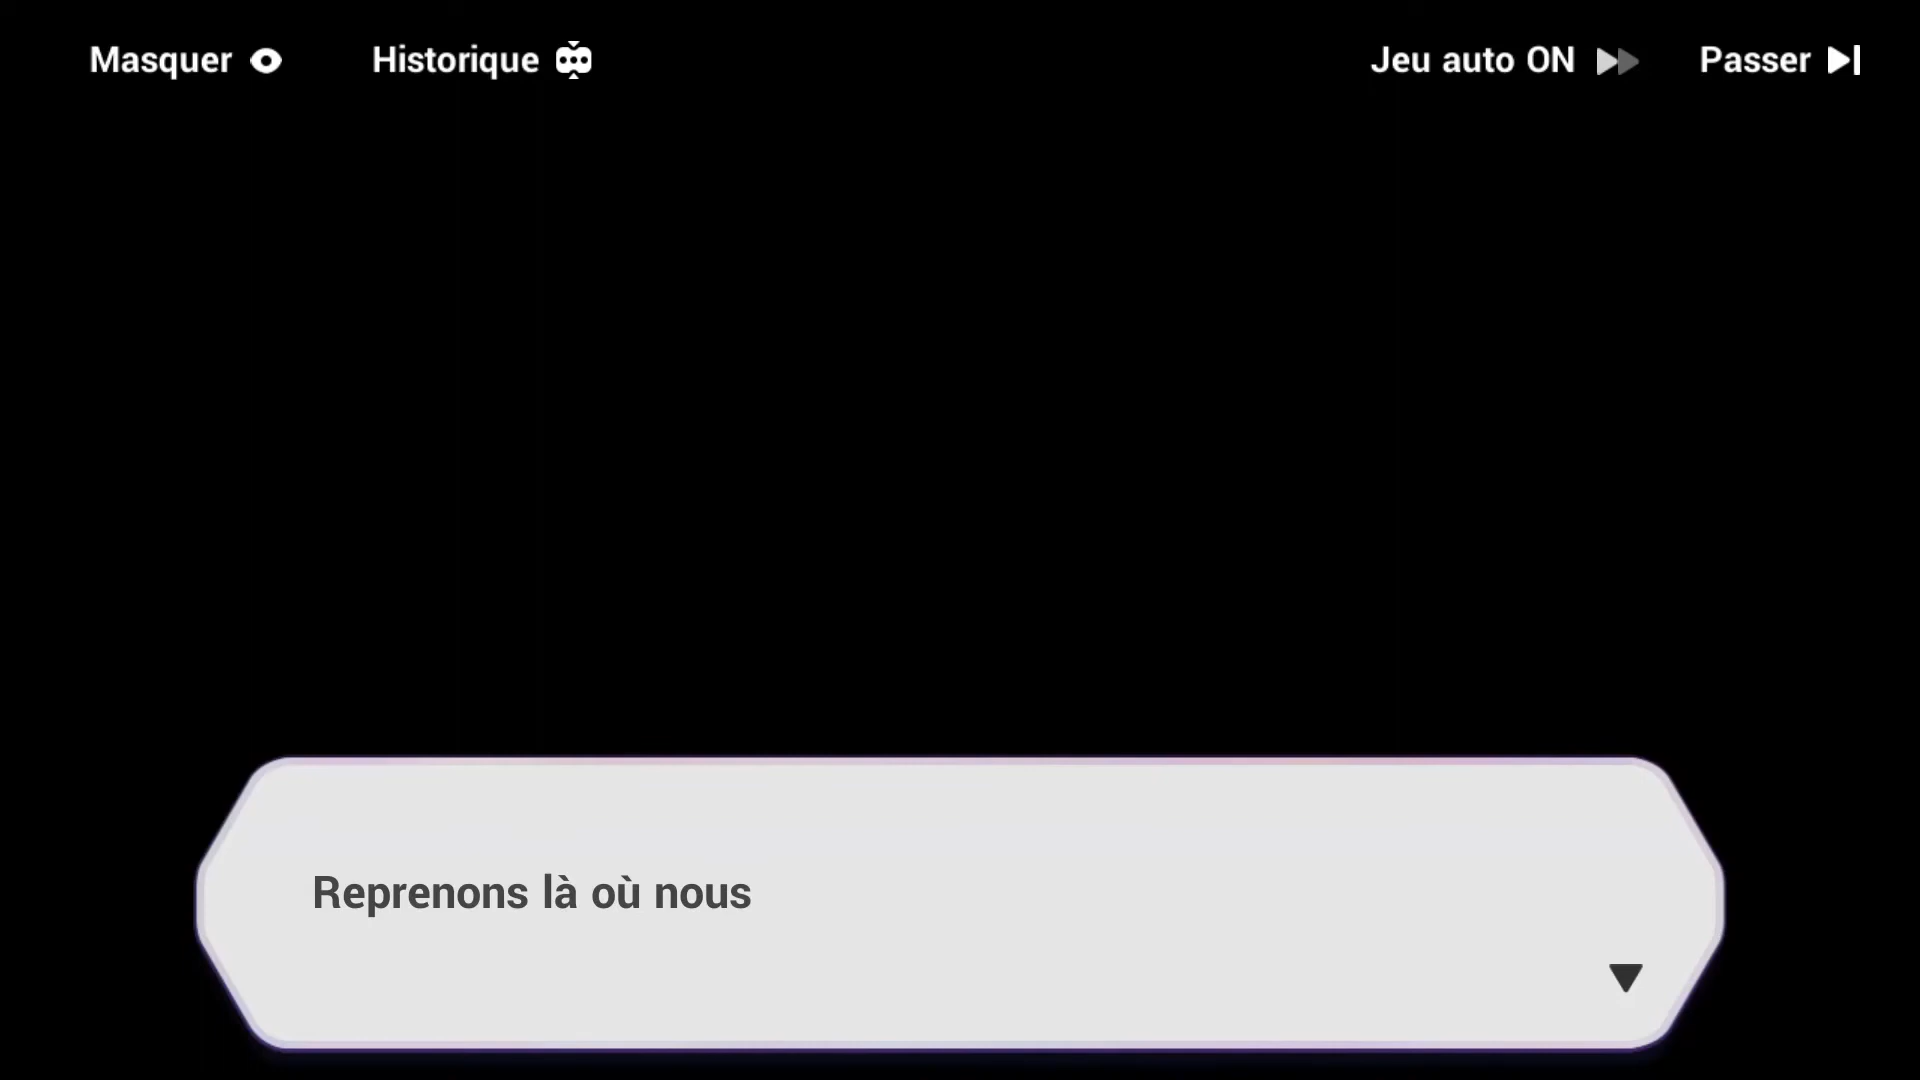 Masquer
Historique
Jeu auto ON
Passer
Reprenons là où nous